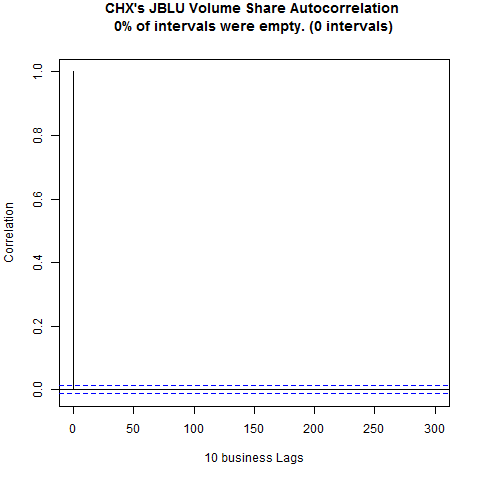 CHX's JBLU Volume Share Autocorrelation
0% of intervals were empty. (0 intervals)
Correlation
1.0
0.8
0.6
0.4
0.2
0.0
0 50 100 150 200 250 300
10 business Lags